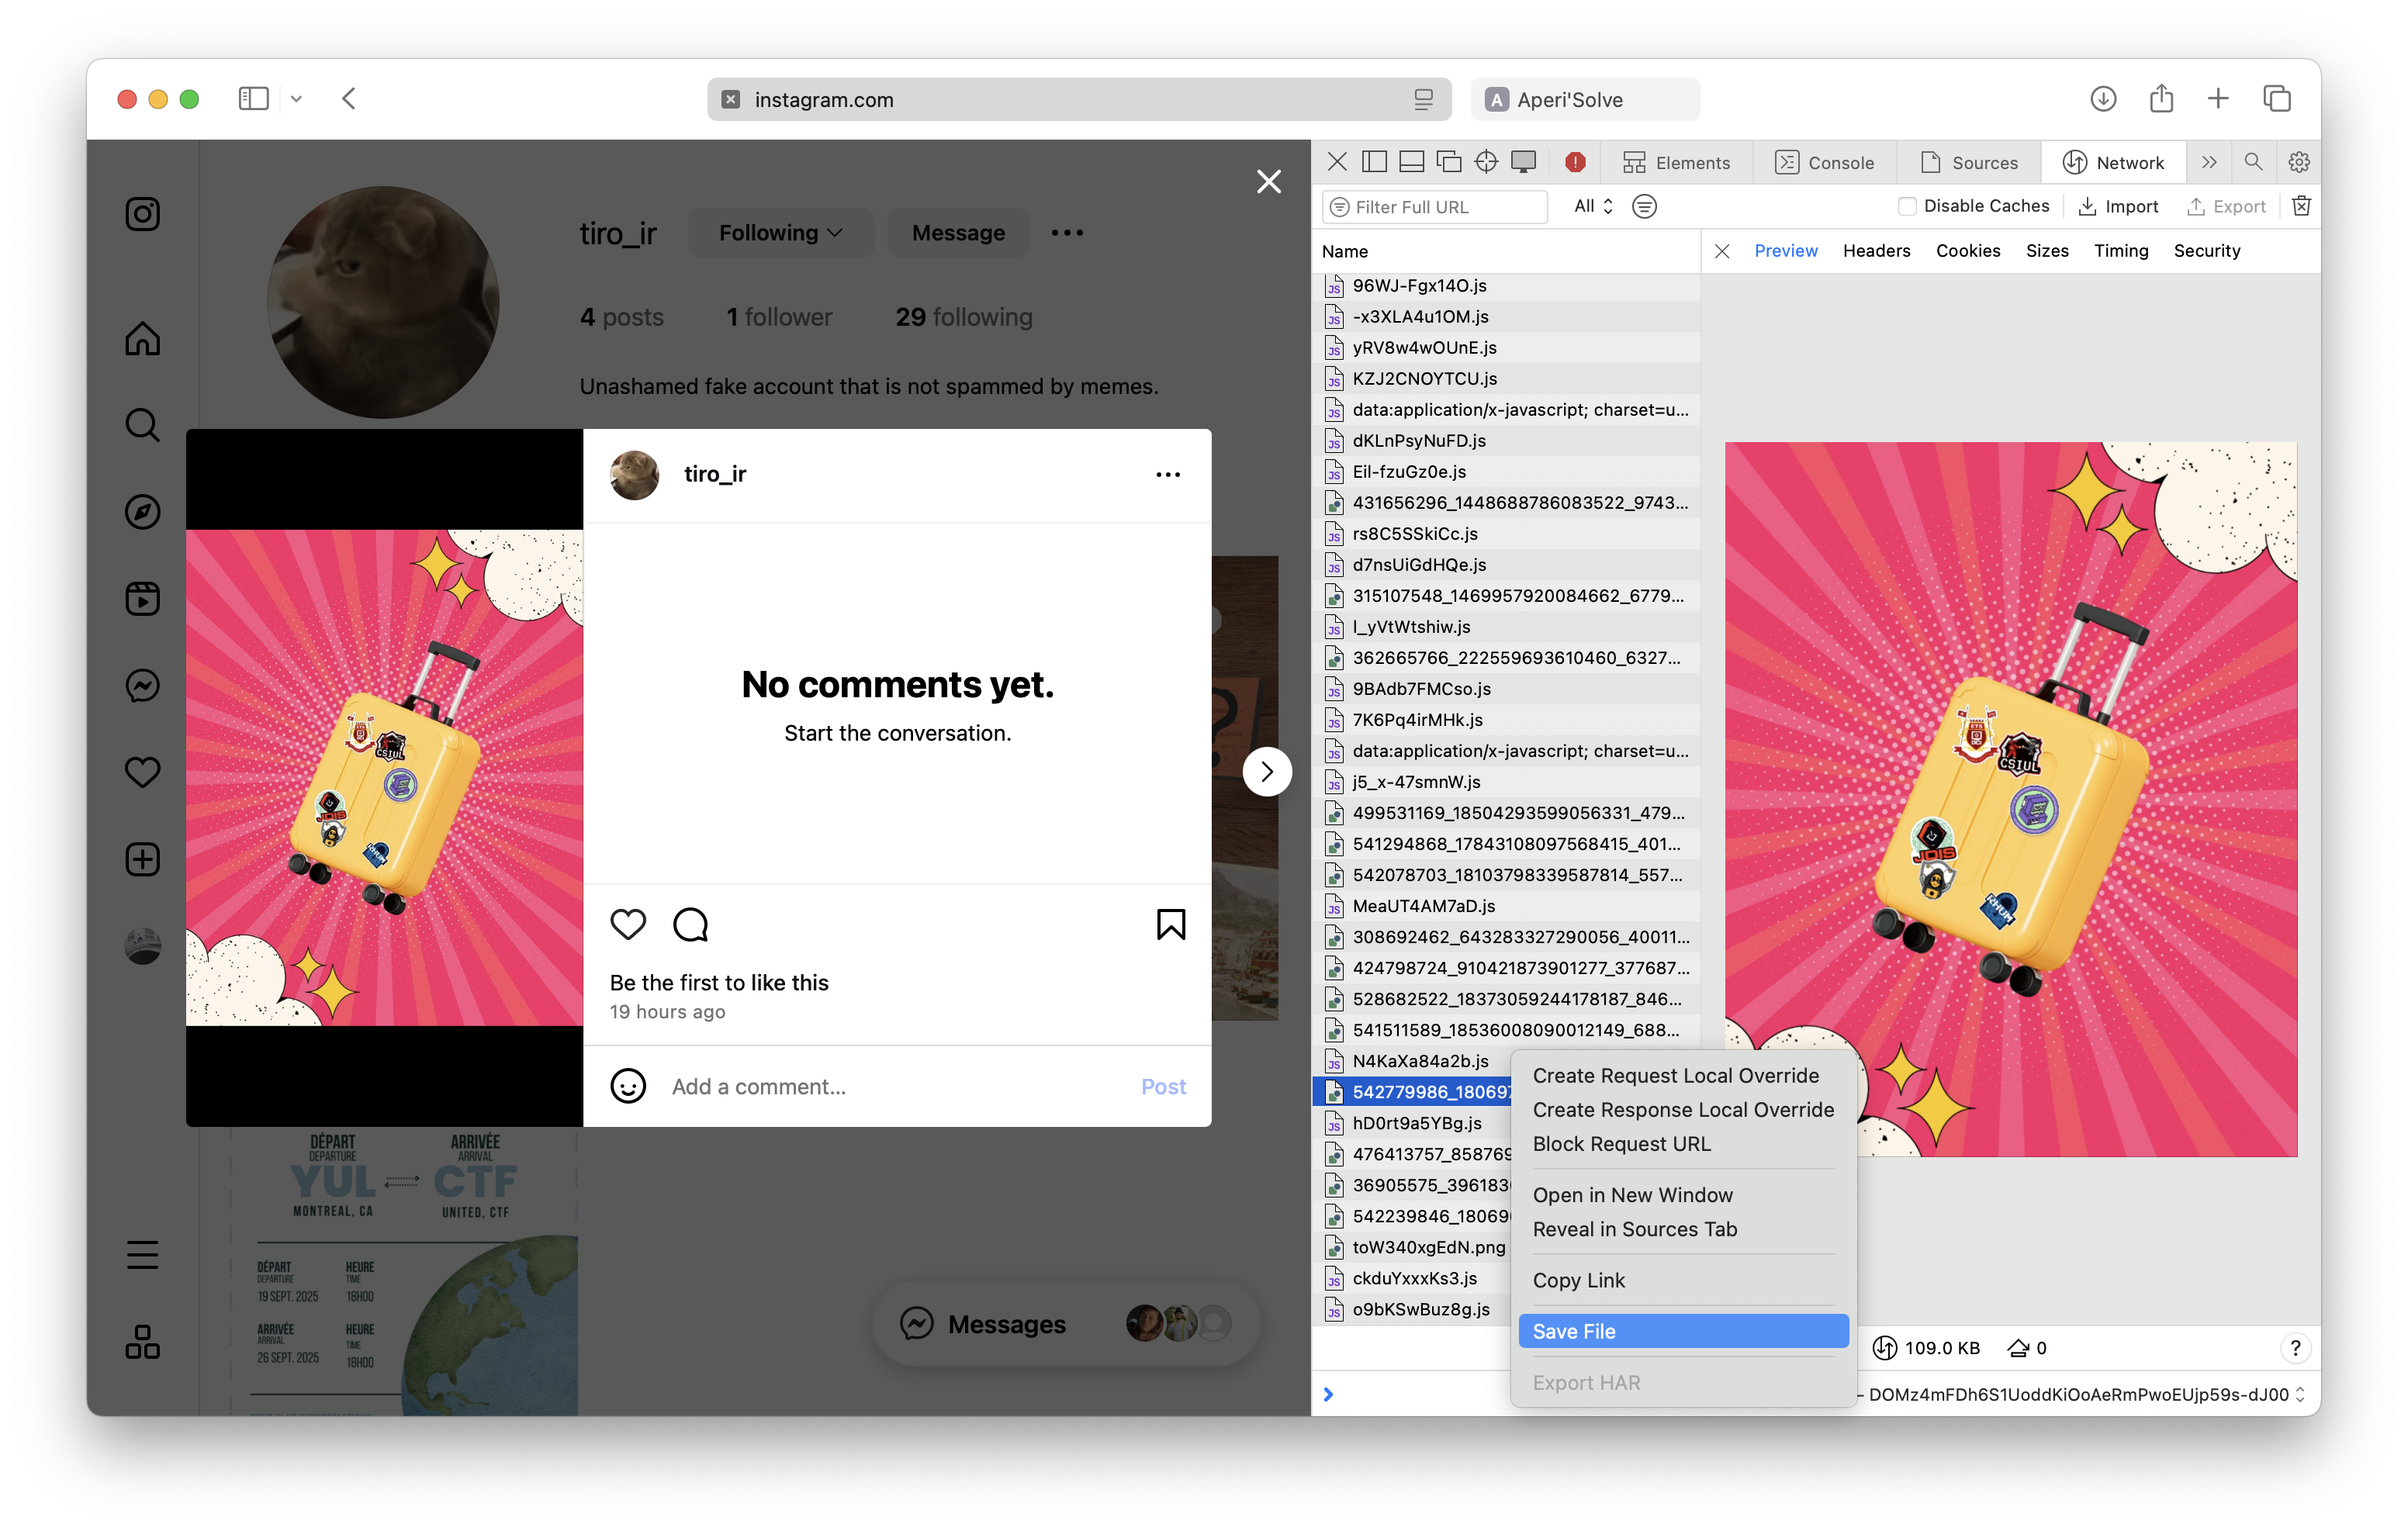 instagram.com
A Aperi'Solve
Elements
Console
Sources
Network
Filter Full URL
All
Disable Caches
Import
Export
Name
Preview Headers Cookies Sizes Timing Security
96WJ-Fgx14O.js
-x3XLA4u1OM.js
yRV8w4wOUnE.js
KZJ2CNOYTCU.js
data:application/x-javascript; charset=u...
dKLnPsyNuFD.js
Eil-fzuGz0e.js
431656296_1448688786083522_9743...
rs8C5SSkiCc.js
d7nsUiGdHQe.js
315107548_1469957920084662_6779...
l_yVtWtshiw.js
362665766_222559693610460_6327...
9BAdb7FMCso.js
7K6Pq4irMHk.js
data:application/x-javascript; charset=u...
j5_x-47smnW.js
499531169_18504293599056331_479...
541294868_17843108097568415_401...
542078703_18103798339587814_557...
MeaUT4AM7aD.js
308692462_643283327290056_40011...
424798724_910421873901277_377687...
528682522_18373059244178187_846...
541511589_18536008090012149_688...
N4KaXa84a2b.js
542779986_180697
hD0rt9a5YBg.js
476413757_858769
36905575_396183
542239846_18069
toW340xgEdN.png
ckduYxxxKs3.js
o9bKSwBuz8g.js
Create Request Local Override
Create Response Local Override
Block Request URL
Open in New Window
Reveal in Sources Tab
Copy Link
Save File
Export HAR
109.0 KB
0
?
DOMz4mFDh6S1UoddKiOoAeRmPwoEUjp59s-dJ00
tiro_ir
Following
Message
4 posts
1 follower
29 following
Unashamed fake account that is not spammed by memes.
tiro_ir
No comments yet.
Start the conversation.
Be the first to like this
19 hours ago
Add a comment...
Post
CSIUL
JDIS
RHUM
CSIUL
JDIS
RHUM
DÉPART
DEPARTURE
YUL
MONTREAL, CA
ARRIVÉE
ARRIVAL
CTF
UNITED, CTF
DÉPART
DEPARTURE
19 SEPT. 2025
HEURE
TIME
18H00
ARRIVÉE
ARRIVAL
26 SEPT. 2025
HEURE
TIME
18H00
Messages